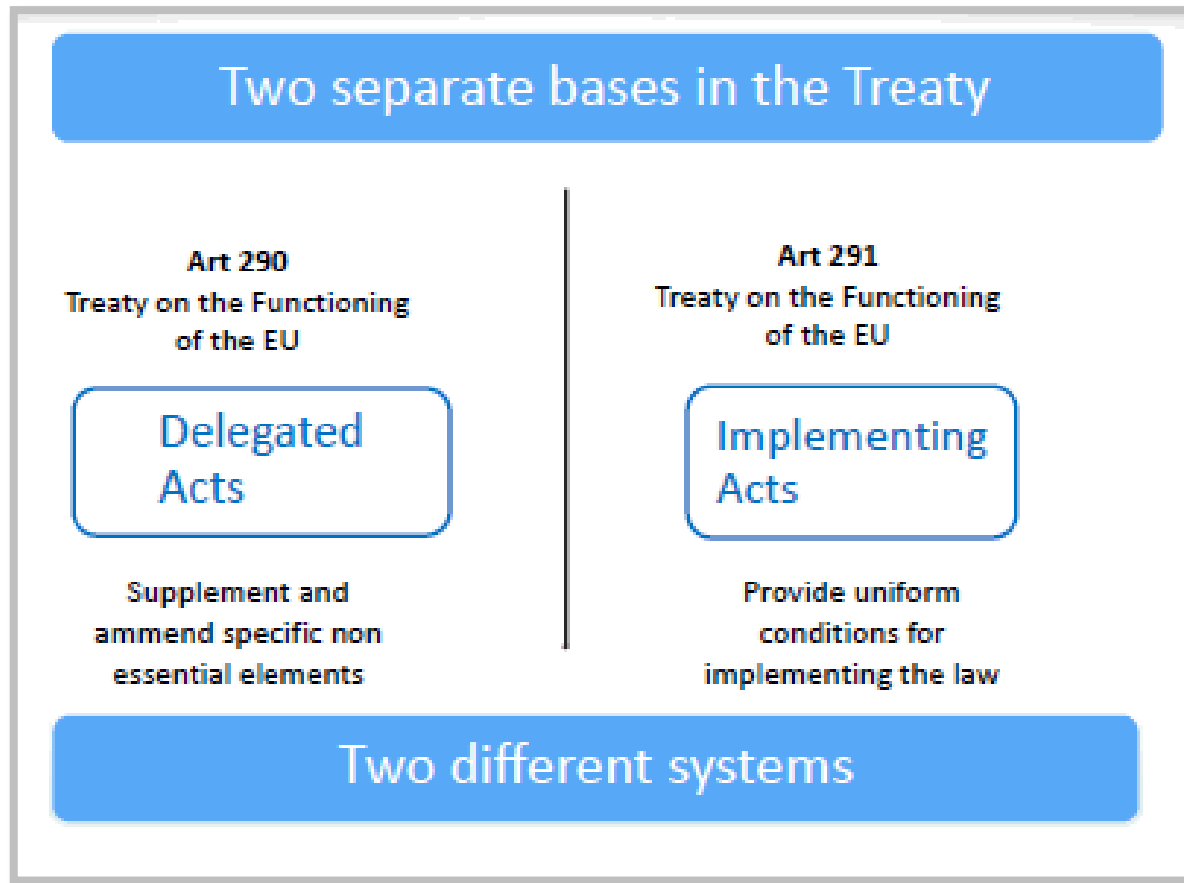 Two separate bases in the Treaty
Art 290
Treaty on the Functioning
of the EU
Delegated
Acts
Supplement and
ammend specific non
essential elements
Art 291
Treaty on the Functioning
of the EU
Implementing
Acts
Provide uniform
conditions for
implementing the law
Two different systems